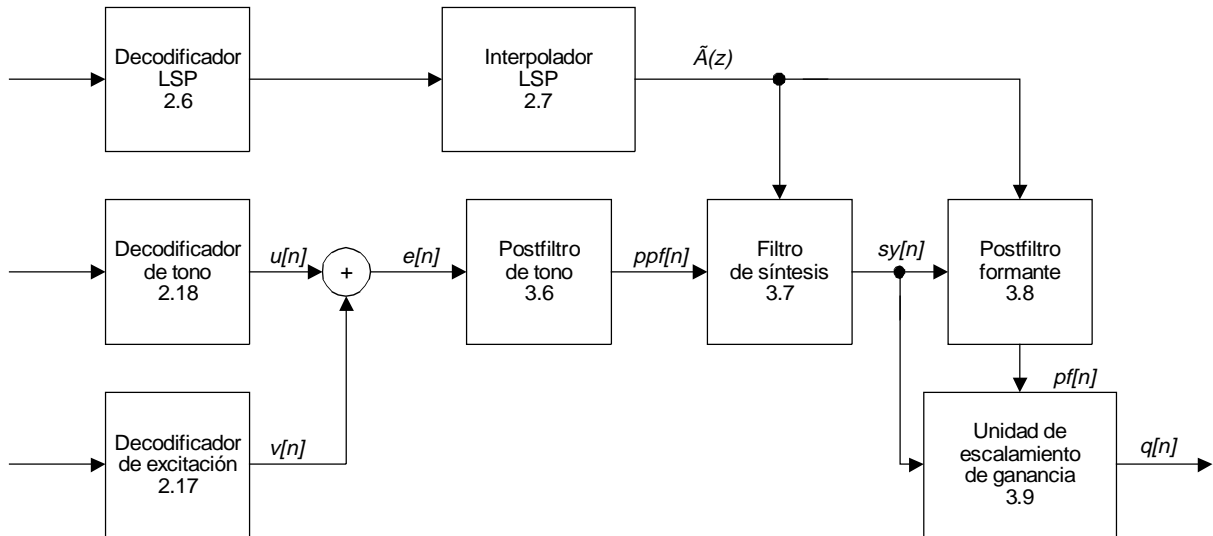 Decodificador
LSP
2.6
Interpolador
LSP
2.7
Ã(z)
Decodificador
de tono
2.18
u[n]
+
e[n]
Postfiltro
de tono
3.6
ppf[n]
Filtro
de síntesis
3.7
sy[n]
Postfiltro
formante
3.8
pf[n]
Decodificador
de excitación
2.17
v[n]
Unidad de
escalamiento
de ganancia
3.9
q[n]